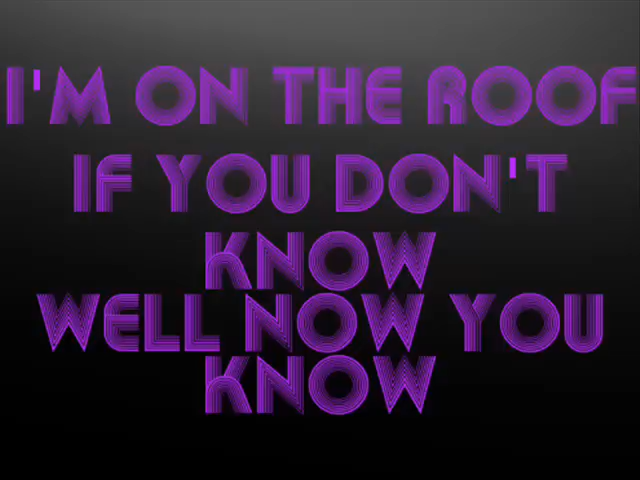 I'M ON THE ROOF
IF YOU DON'T
KNOW
WELL NOW YOU
KNOW